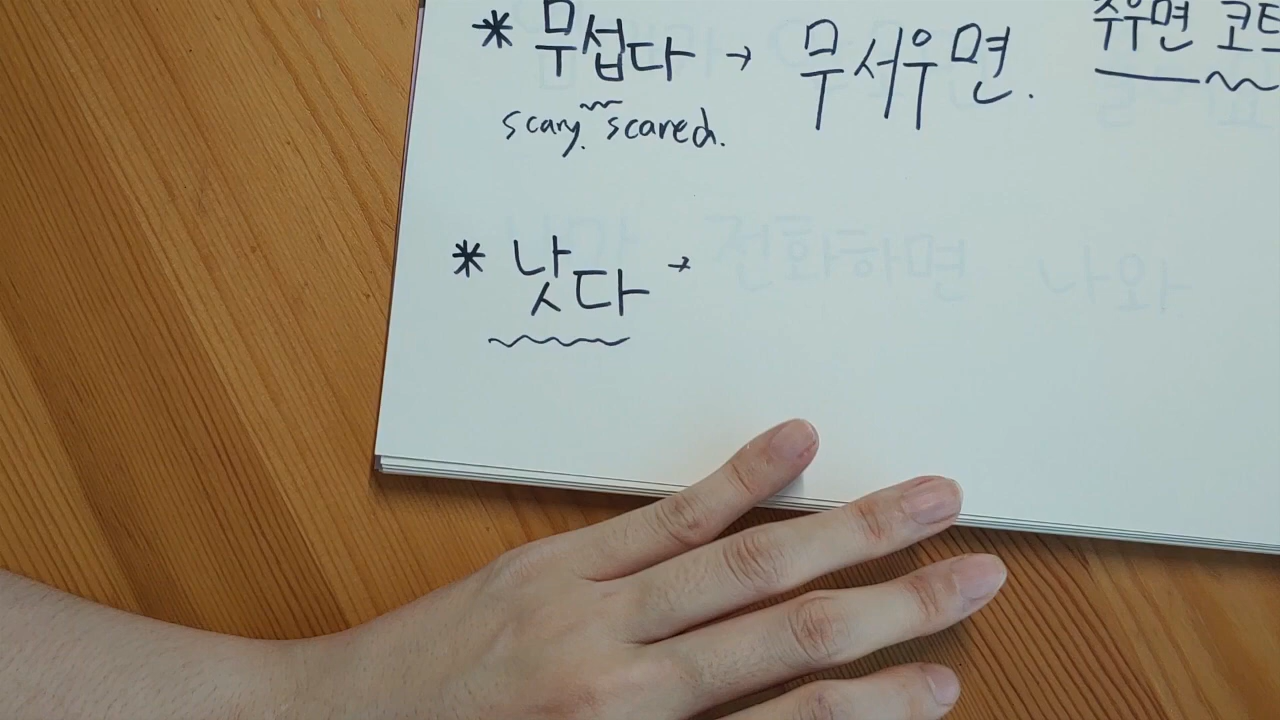 * 무섭다 → 무서우면.
scary. scared.
추우면 코트
* 낫다 →